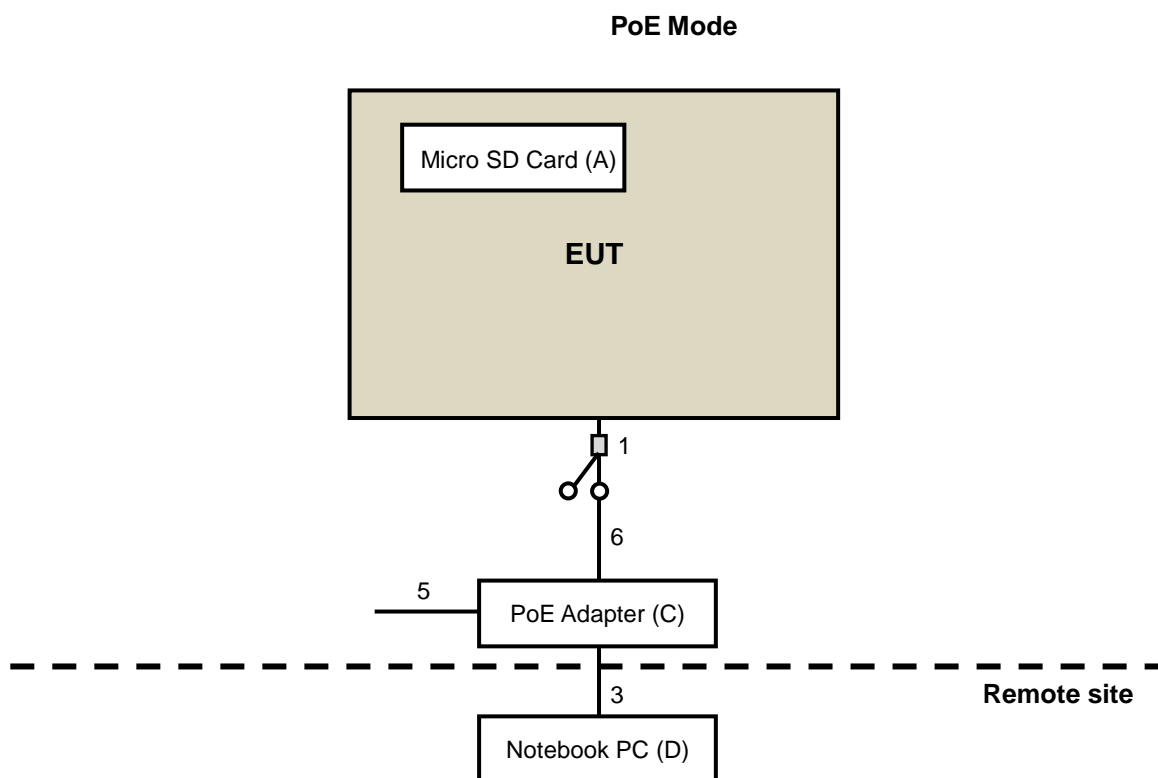 PoE Mode
Micro SD Card (A)
EUT
1
6
5
PoE Adapter (C)
3
Remote site
Notebook PC (D)